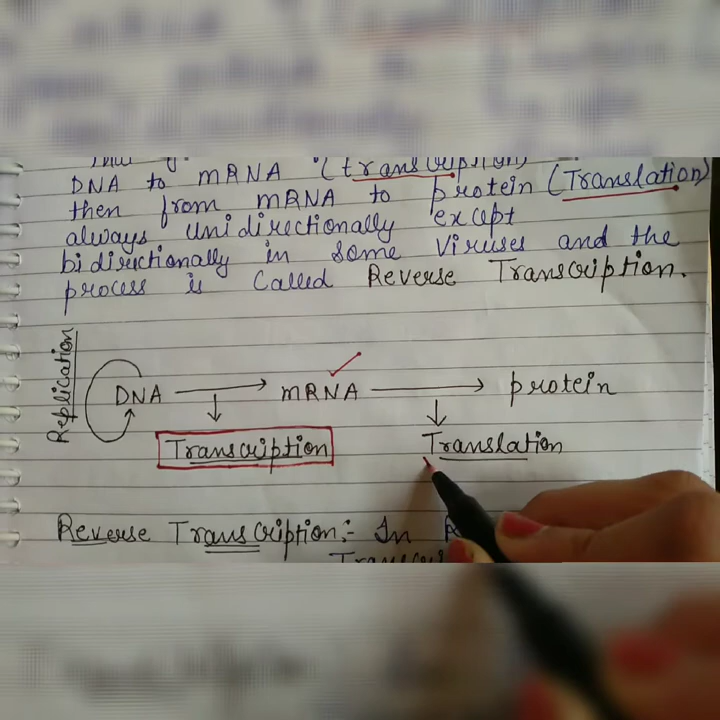 DNA to mRNA (transcription)
then from mRNA to protein (Translation)
always unidirectionally except
bidirectionally in some viruses and the
process is called Reverse Transcription.
Replication
DNA → mRNA → protein
Transcription Translation
Reverse Transcription:- In